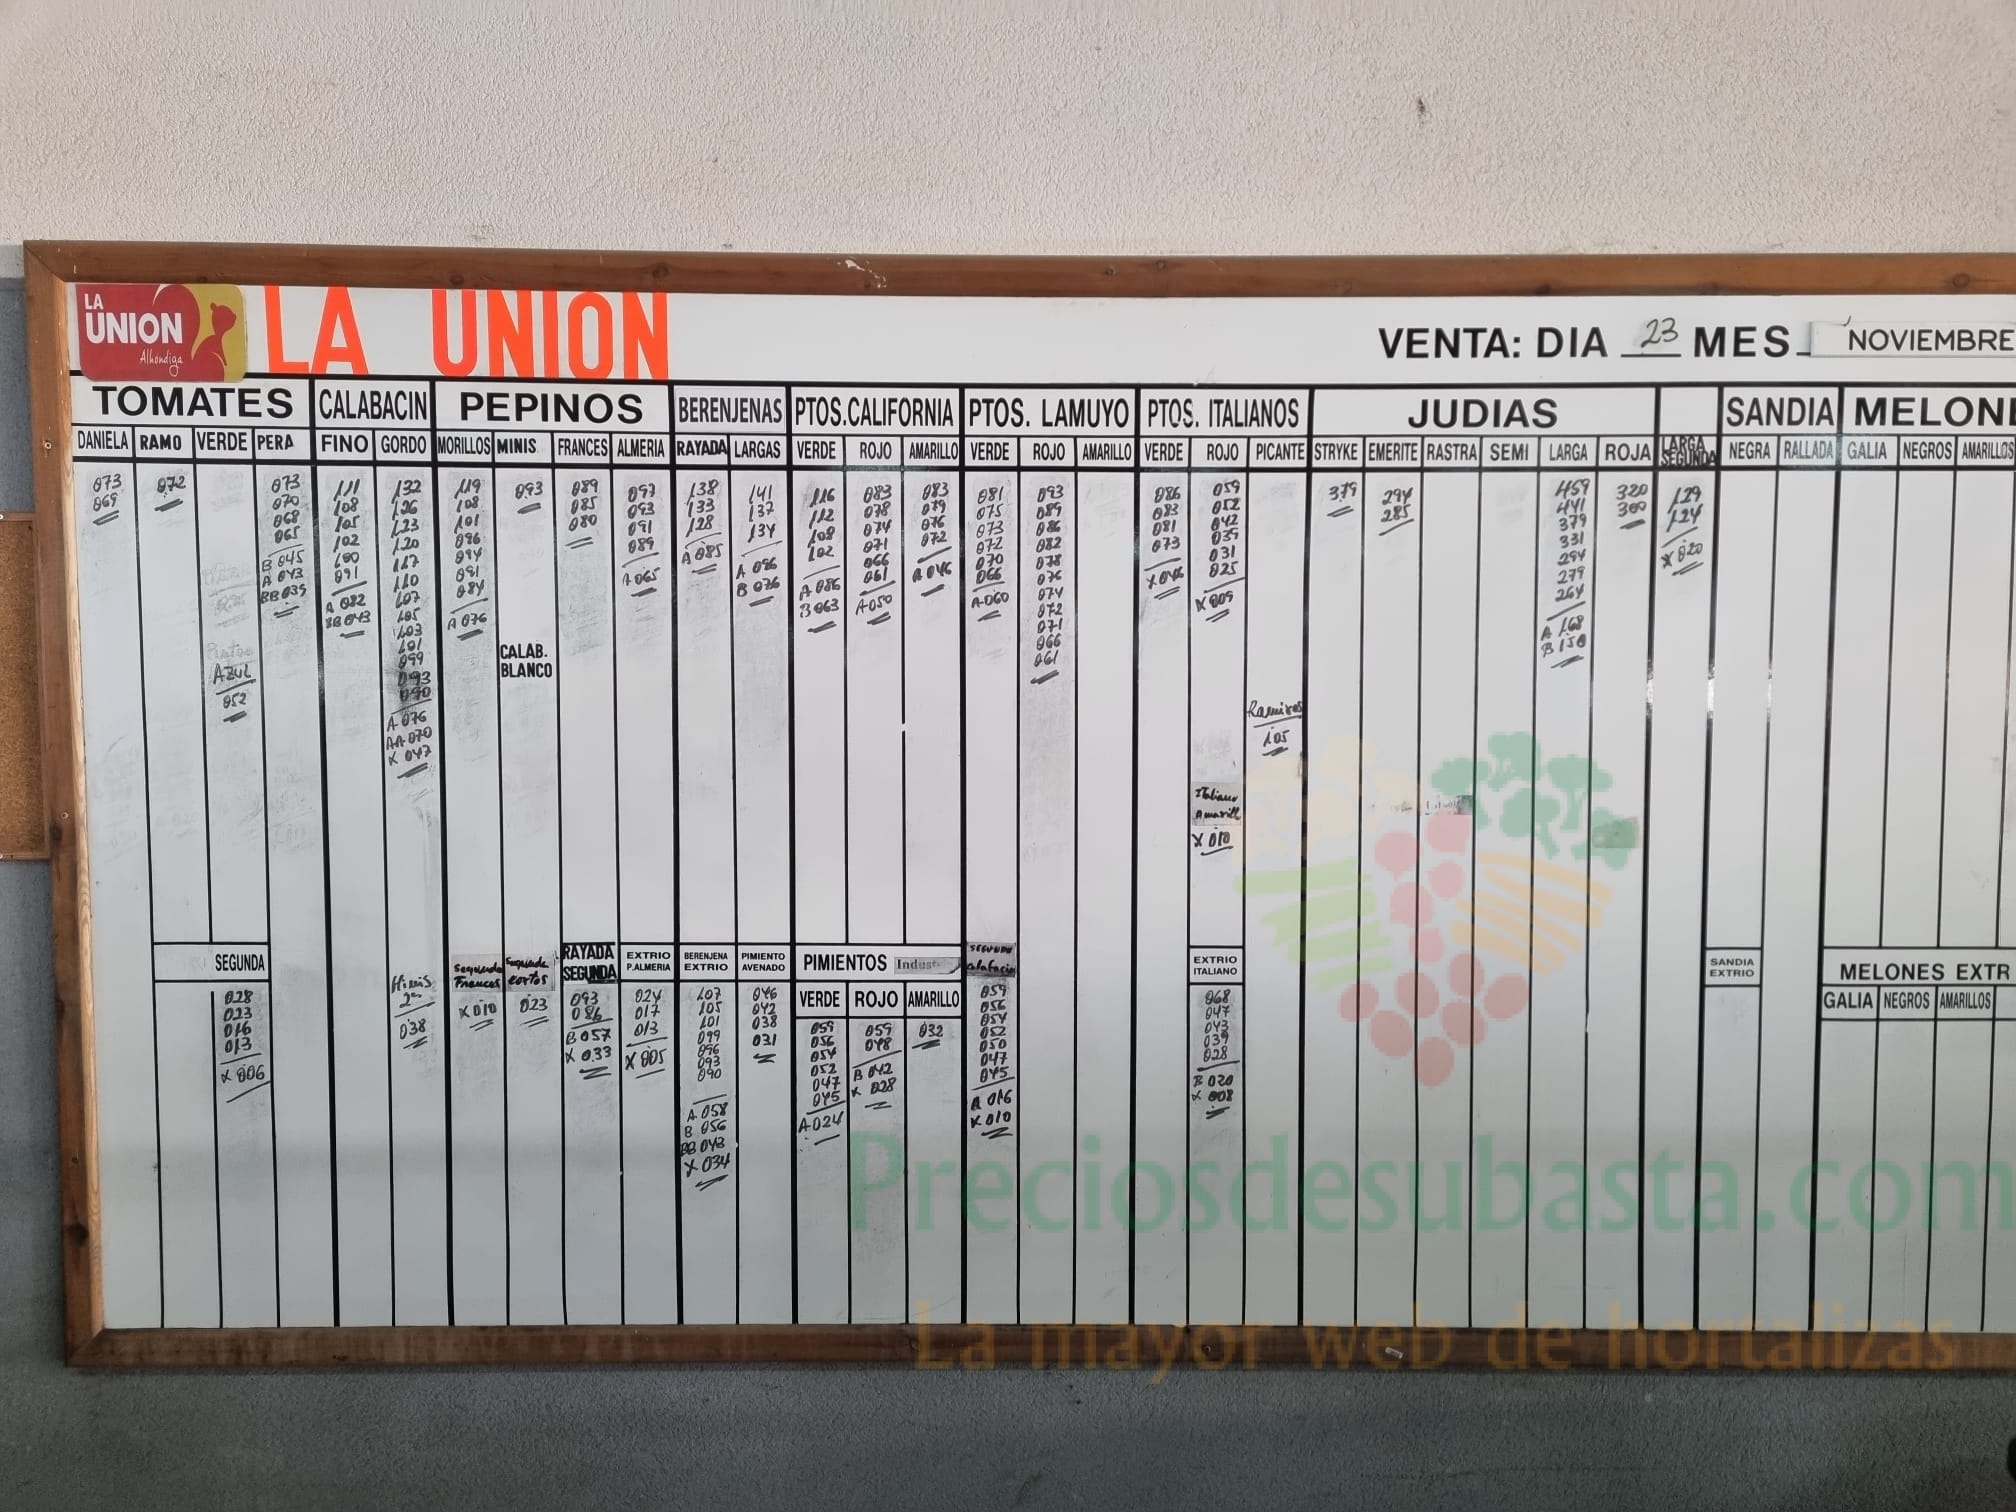 LA
UNION
Alhondiga
LA UNION
VENTA: DIA 23 MES NOVIEMBRE
TOMATES CALABACIN PEPINOS BERENJENAS PTOS.CALIFORNIA PTOS. LAMUYO PTOS. ITALIANOS JUDIAS LARGA SEGUNDA SANDIA MELON
DANIELA RAMO VERDE PERA FINO GORDO MORILLOS MINIS FRANCES ALMERIA RAYADA LARGAS VERDE ROJO AMARILLO VERDE ROJO AMARILLO VERDE ROJO PICANTE STRYKE EMERITE RASTRA SEMI LARGA ROJA NEGRA RALLADA GALIA NEGROS AMARILLOS
073
069
072
AZUL
052
073
070
068
065
B 045
A 043
BB 039
111
108
105
102
100
091
A 082
BB 043
132
126
123
120
117
110
107
105
103
101
099
093
090
A 076
AA 070
X 047
119
108
101
096
094
091
084
A 076
093
CALAB.
BLANCO
089
085
080
097
093
091
089
A 065
138
133
128
A 085
141
137
134
A 086
B 076
116
112
108
102
A 086
B 063
083
078
074
071
066
061
A 050
083
079
076
072
A 046
081
075
073
072
070
066
A 060
093
089
086
082
078
076
074
072
071
066
061
086
083
081
073
X 046
059
052
042
035
031
025
X 009
Italiano
Amarillo
X 010
Ramiros
105
379
294
285
459
441
379
331
294
279
264
A 168
B 150
320
300
129
124
X 020
SEGUNDA
028
023
016
013
X 006
038
Segunda
Frances
X 010
Segunda
cortos
023
RAYADA
SEGUNDA
093
086
B 057
X 033
EXTRIO
P.ALMERIA
024
017
013
X 005
BERENJENA
EXTRIO
107
105
101
099
096
093
090
A 058
B 056
BB 043
X 034
PIMIENTO
AVENADO
046
042
038
031
PIMIENTOS
VERDE ROJO AMARILLO
059
056
054
052
047
045
A 024
059
048
B 042
X 028
032
SEGUNDA
Calabacin
059
056
054
052
050
047
045
A 016
X 010
EXTRIO
ITALIANO
068
047
043
039
028
B 020
X 008
SANDIA
EXTRIO
MELONES EXTR
GALIA NEGROS AMARILLOS
Preciosdesubasta.com
La mayor web de hortalizas